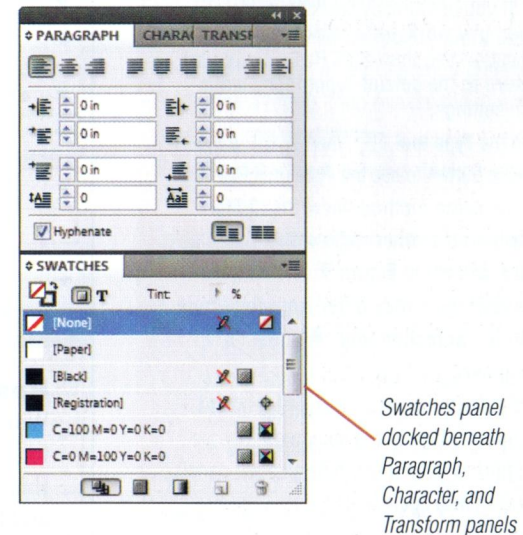 PARAGRAPH CHARA TRANSF
0 in 0 in
0 in 0 in
0 in 0 in
0 0
Hyphenate
SWATCHES
T Tint: %
[None]
[Paper]
[Black]
[Registration]
C=100 M=0 Y=0 K=0
C=0 M=100 Y=0 K=0
Swatches panel
docked beneath
Paragraph,
Character, and
Transform panels